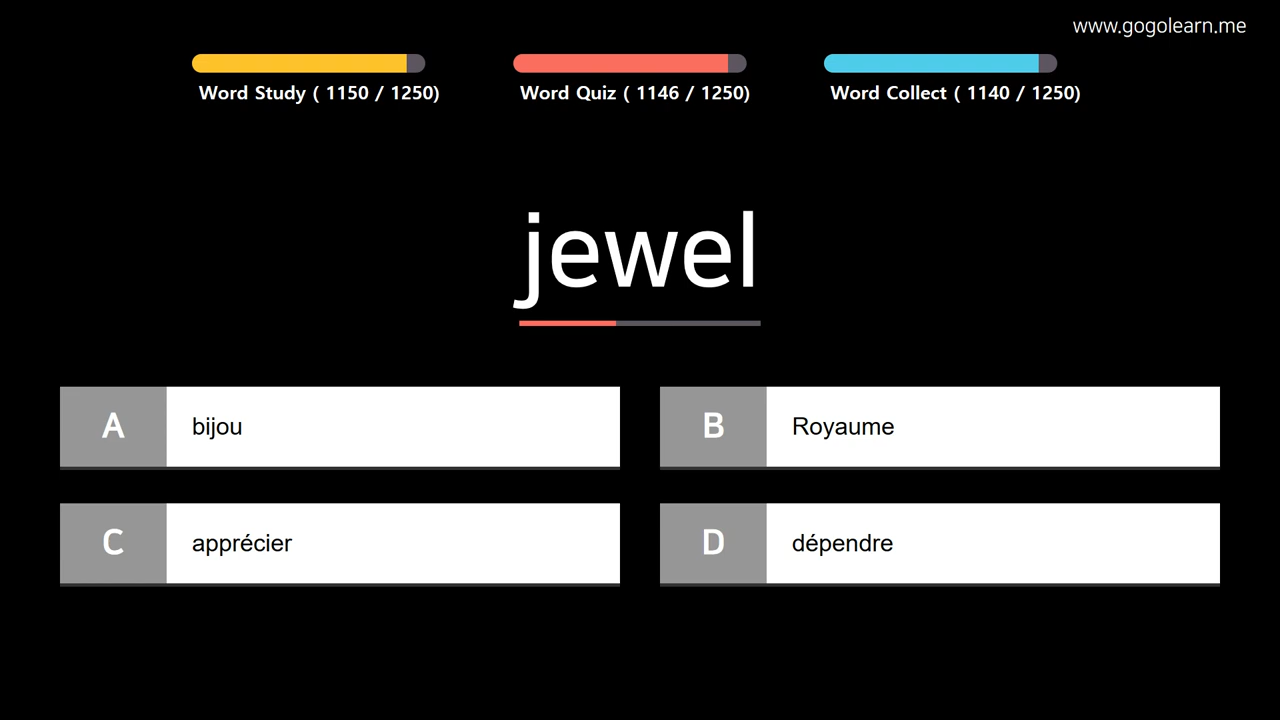 www.gogolearn.me
Word Study ( 1150 / 1250)
Word Quiz ( 1146 / 1250)
Word Collect ( 1140 / 1250)
jewel
A bijou
B Royaume
C apprécier
D dépendre